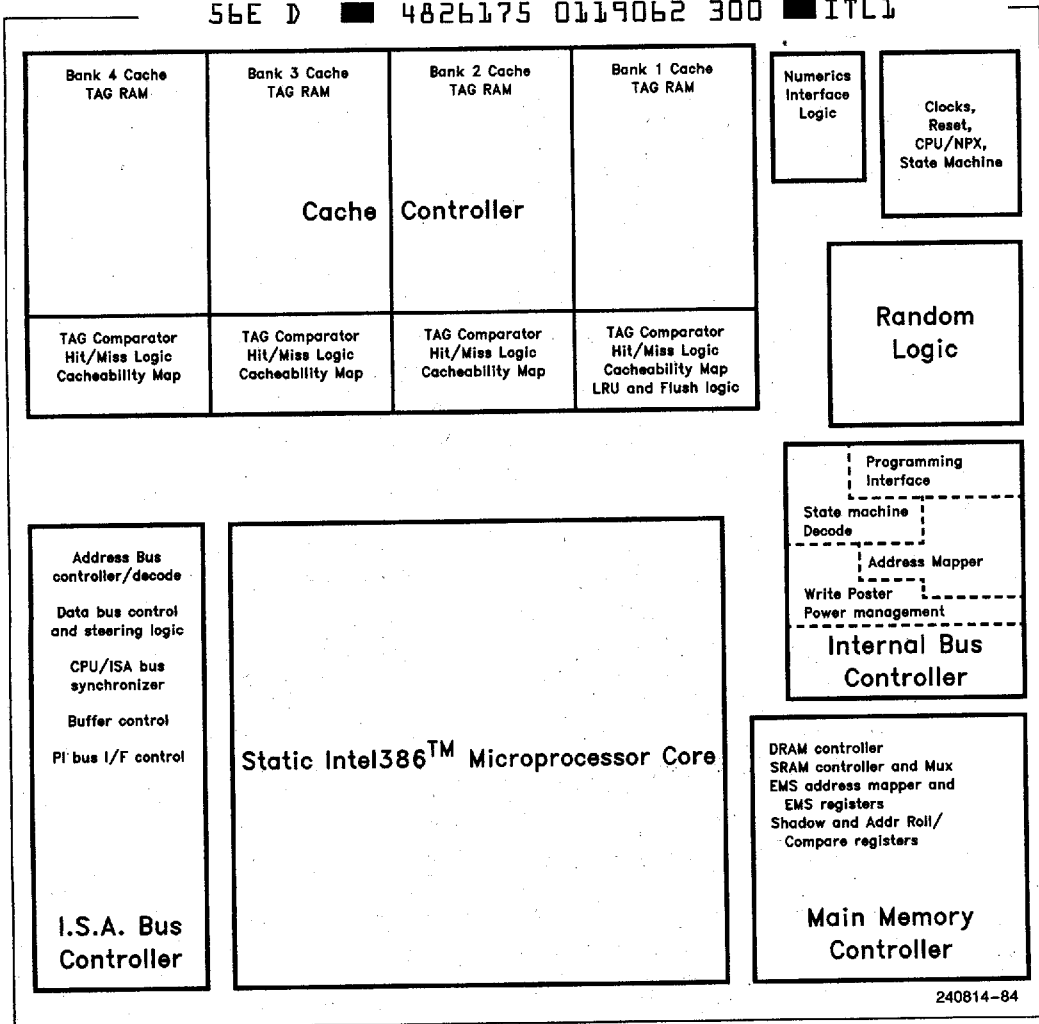 56E D ■ 4826175 0119062 300 ■ ITL1
Bank 4 Cache
TAG RAM
Bank 3 Cache
TAG RAM
Bank 2 Cache
TAG RAM
Bank 1 Cache
TAG RAM
Cache Controller
TAG Comparator
Hit/Miss Logic
Cacheability Map
TAG Comparator
Hit/Miss Logic
Cacheability Map
TAG Comparator
Hit/Miss Logic
Cacheability Map
TAG Comparator
Hit/Miss Logic
Cacheability Map
LRU and Flush logic
Numerics
Interface
Logic
Clocks,
Reset,
CPU/NPX,
State Machine
Random
Logic
Programming
Interface
State machine
Decode
Address Mapper
Write Poster
Power management
Internal Bus
Controller
Address Bus
controller/decode
Data bus control
and steering logic
CPU/ISA bus
synchronizer
Buffer control
PI bus I/F control
I.S.A. Bus
Controller
Static Intel386™ Microprocessor Core
DRAM controller
SRAM controller and Mux
EMS address mapper and
EMS registers
Shadow and Addr Roll/
Compare registers
Main Memory
Controller
240814-84